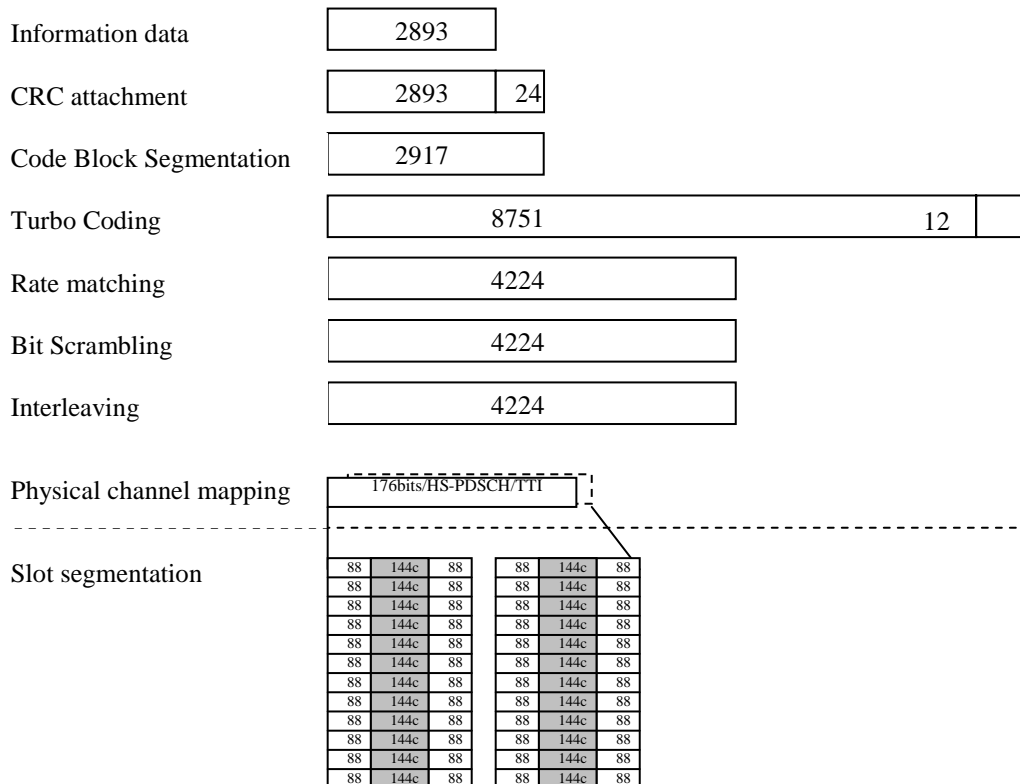 Information data 2893
CRC attachment 2893 24
Code Block Segmentation 2917
Turbo Coding 8751 12
Rate matching 4224
Bit Scrambling 4224
Interleaving 4224
Physical channel mapping 176bits/HS-PDSCH/TTI
Slot segmentation
88 144c 88 88 144c 88
88 144c 88 88 144c 88
88 144c 88 88 144c 88
88 144c 88 88 144c 88
88 144c 88 88 144c 88
88 144c 88 88 144c 88
88 144c 88 88 144c 88
88 144c 88 88 144c 88
88 144c 88 88 144c 88
88 144c 88 88 144c 88
88 144c 88 88 144c 88
88 144c 88 88 144c 88